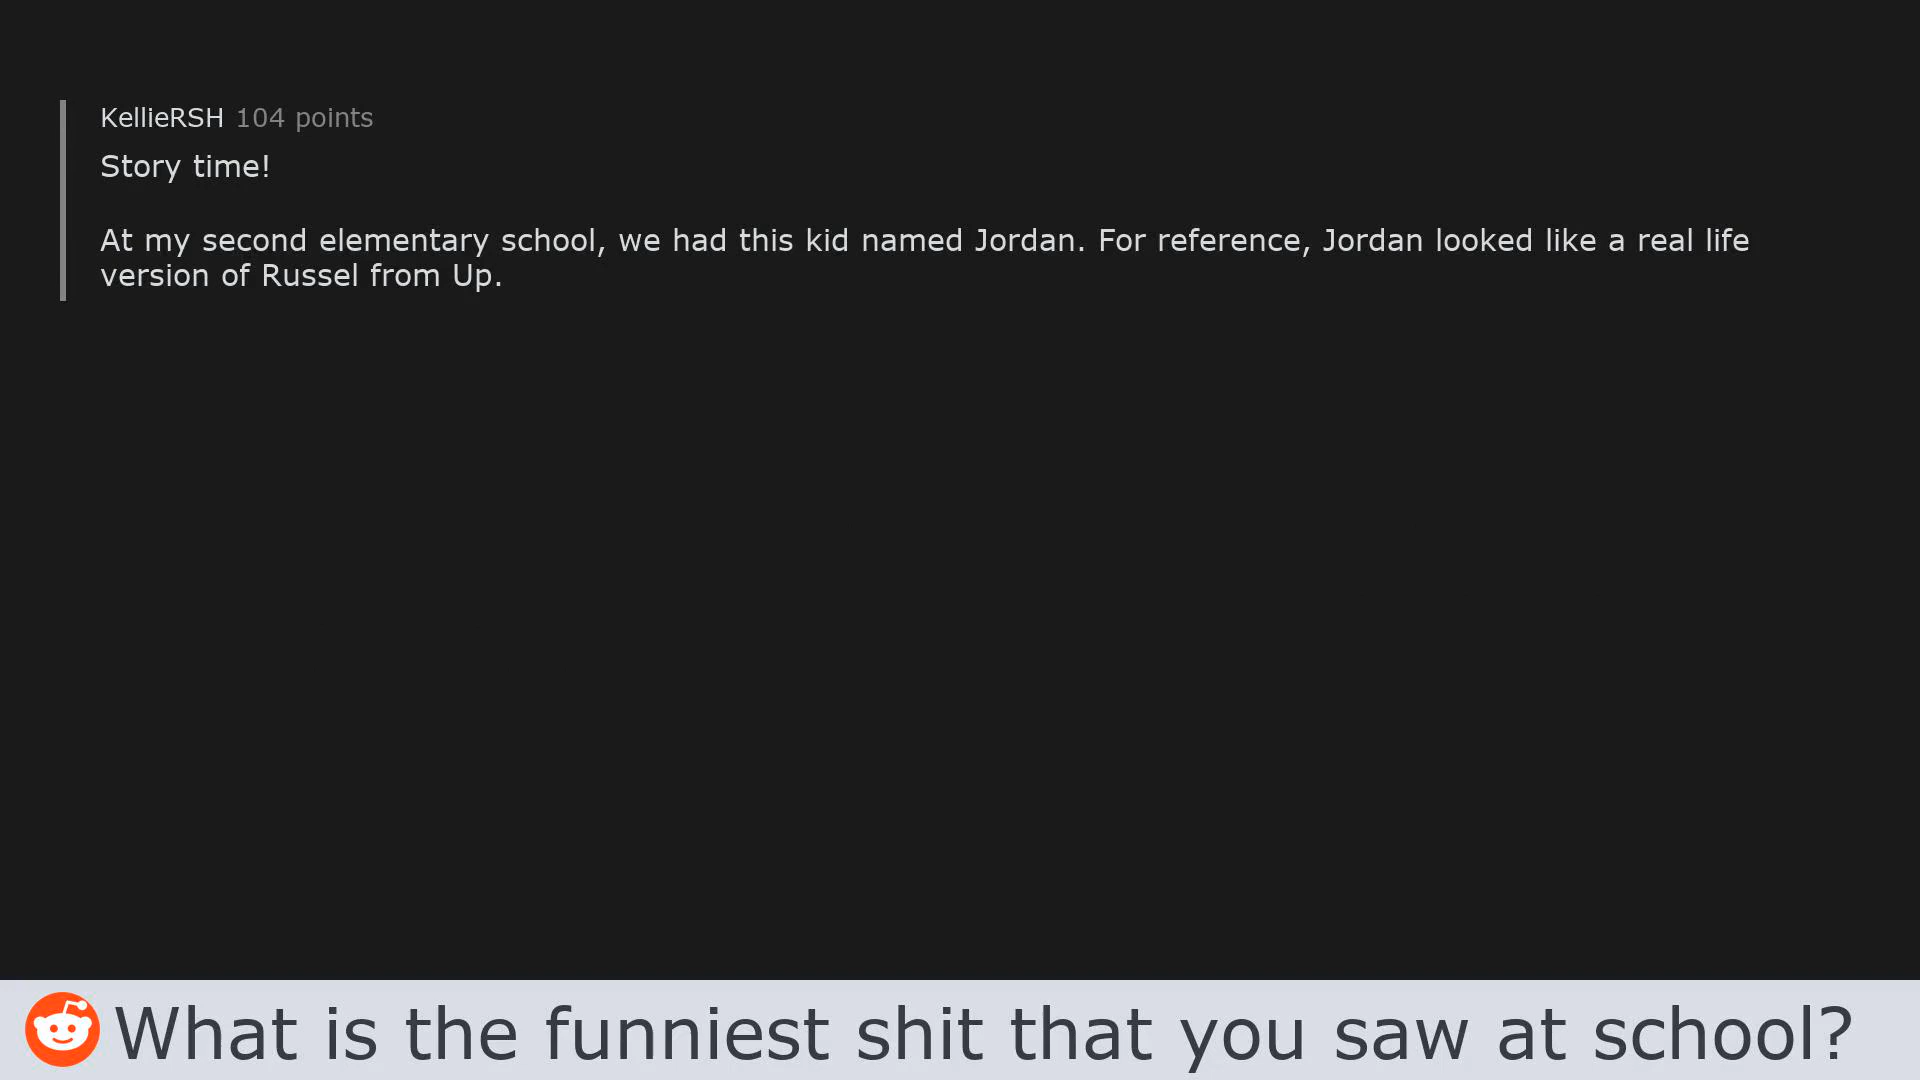 KellieRSH 104 points
Story time!
At my second elementary school, we had this kid named Jordan. For reference, Jordan looked like a real life
version of Russel from Up.
What is the funniest shit that you saw at school?